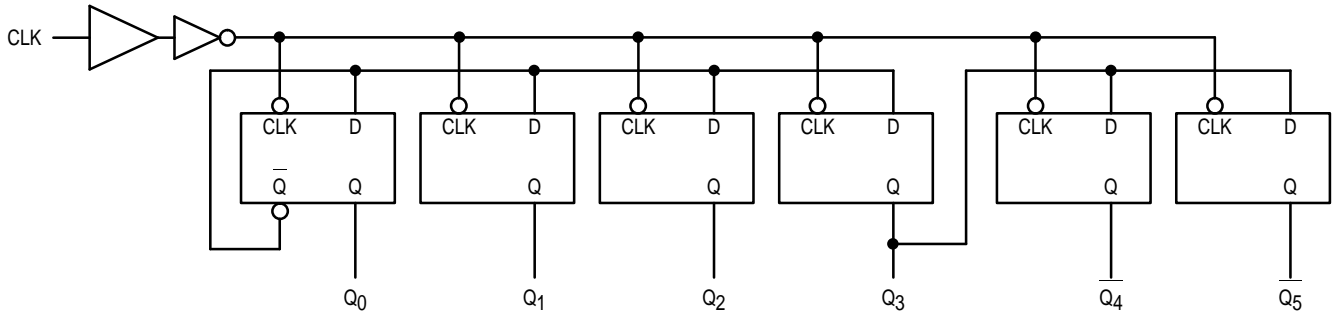 CLK
CLK D CLK D CLK D CLK D CLK D CLK D
Q̅ Q Q Q Q Q Q
Q0 Q1 Q2 Q3 Q̅4 Q̅5